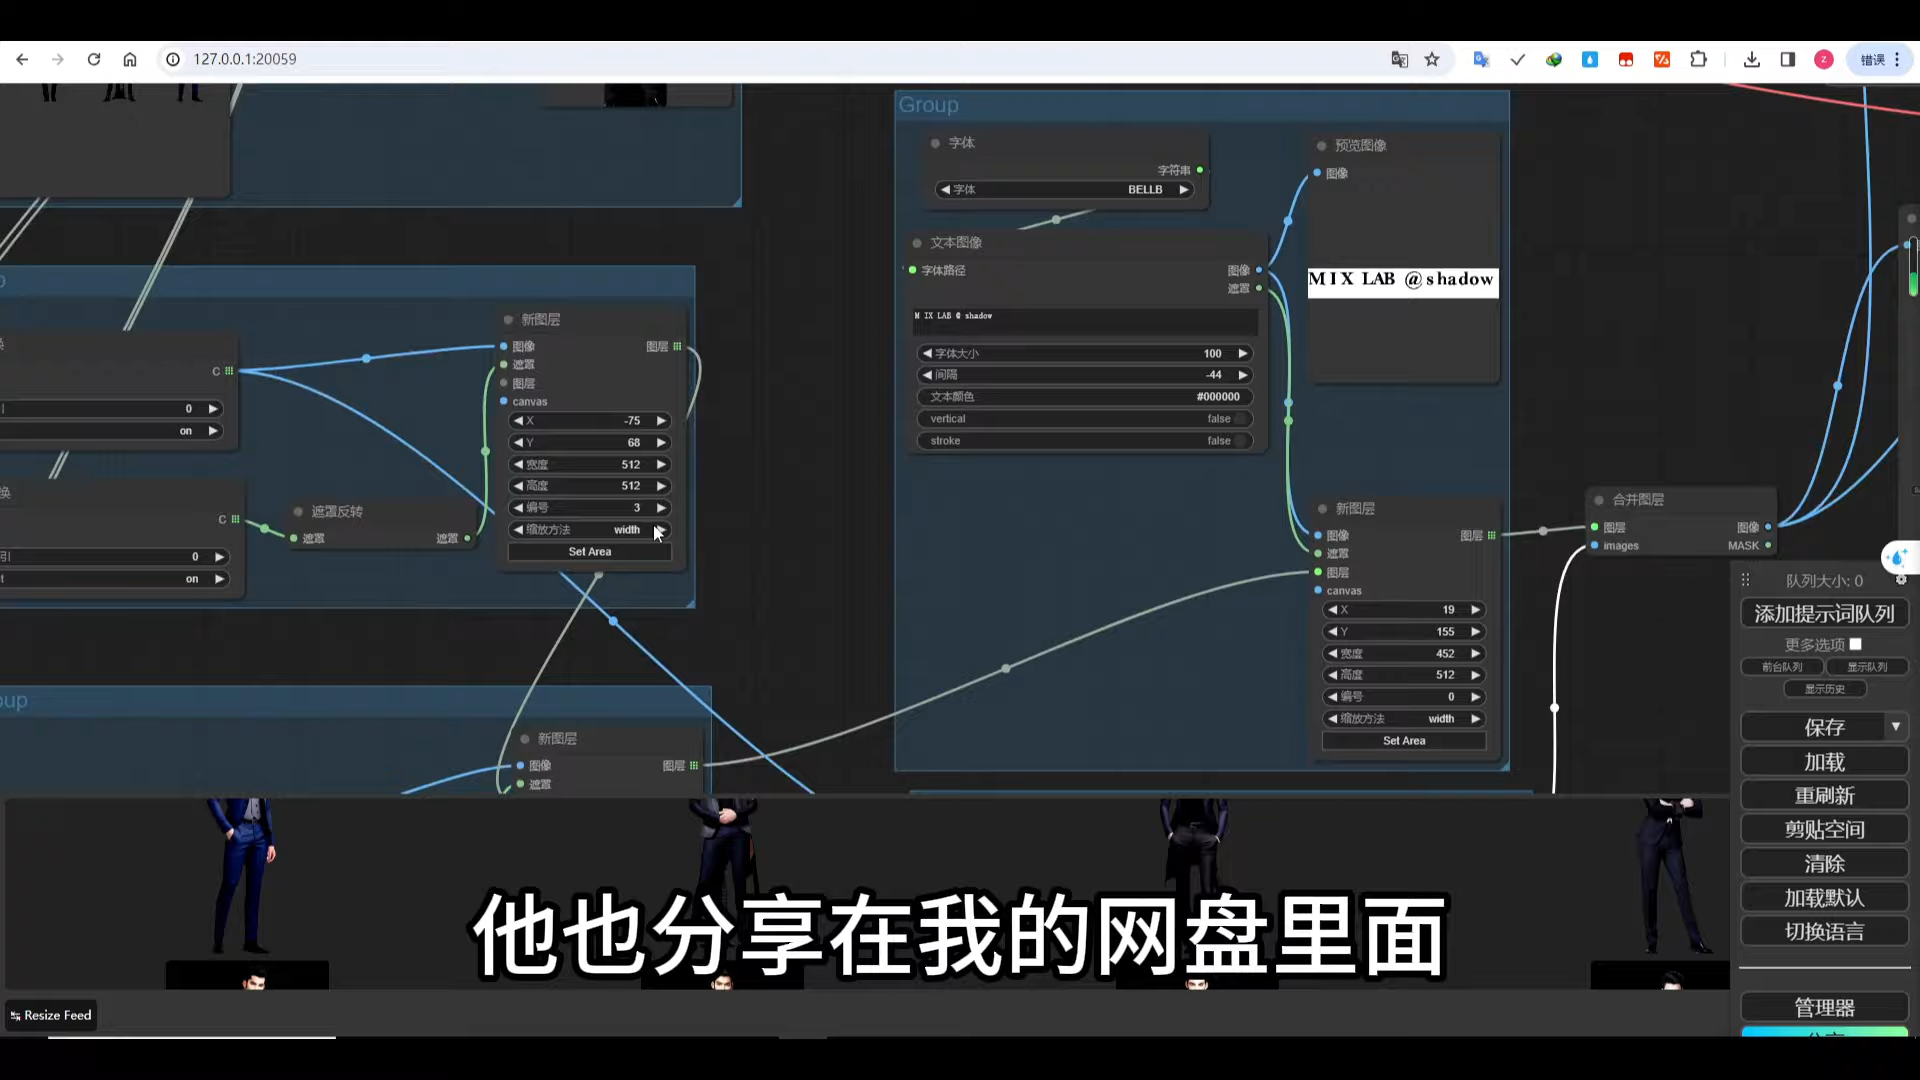 127.0.0.1:20059
错误
Group
字体
字符串
字体
BELLB
预览图像
图像
MIX LAB @shadow
文本图像
字体路径
图像
遮罩
M IX LAB @ shadow
字体大小
100
间隔
-44
文本颜色
#000000
vertical
false
stroke
false
新图层
图像
图层
遮罩
图层
canvas
X
-75
Y
68
宽度
512
高度
512
编号
3
缩放方法
width
Set Area
C
0
on
C
0
on
遮罩反转
遮罩
遮罩
新图层
图像
图层
遮罩
图层
canvas
X
19
Y
155
宽度
452
高度
512
编号
0
缩放方法
width
Set Area
合并图层
图层
图像
images
MASK
新图层
图像
图层
遮罩
队列大小: 0
添加提示词队列
更多选项
前台队列
显示队列
显示历史
保存
加载
重刷新
剪贴空间
清除
加载默认
切换语言
管理器
他也分享在我的网盘里面
Resize Feed